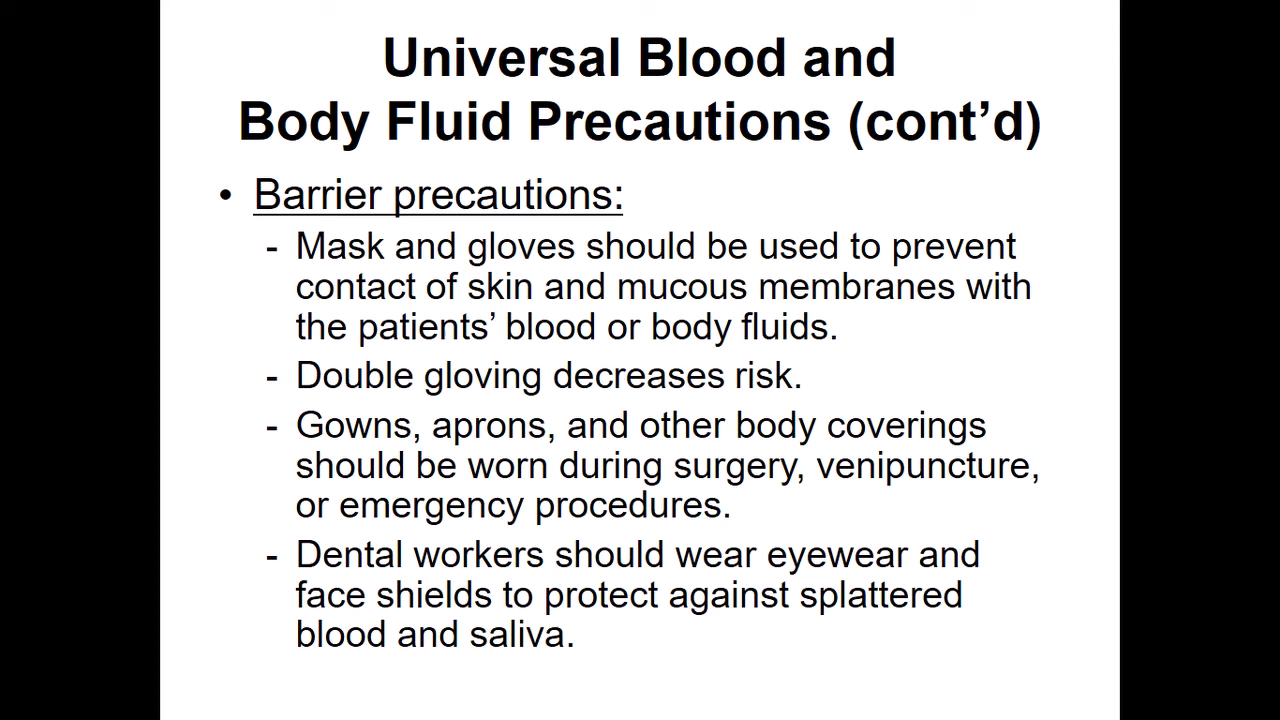 Universal Blood and
Body Fluid Precautions (cont’d)
• Barrier precautions:
- Mask and gloves should be used to prevent
contact of skin and mucous membranes with
the patients’ blood or body fluids.
- Double gloving decreases risk.
- Gowns, aprons, and other body coverings
should be worn during surgery, venipuncture,
or emergency procedures.
- Dental workers should wear eyewear and
face shields to protect against splattered
blood and saliva.